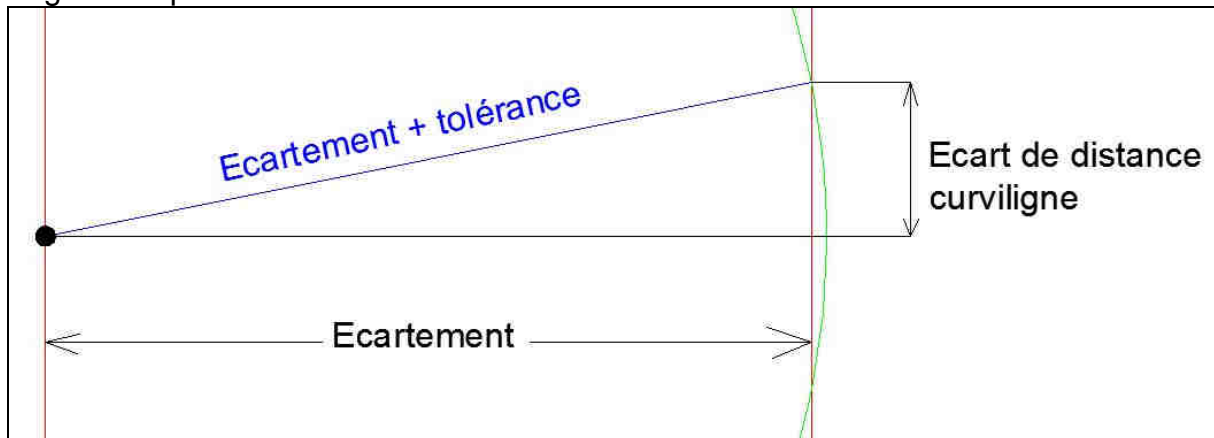 Ecartement + tolérance
Ecart de distance
curviligne
Ecartement